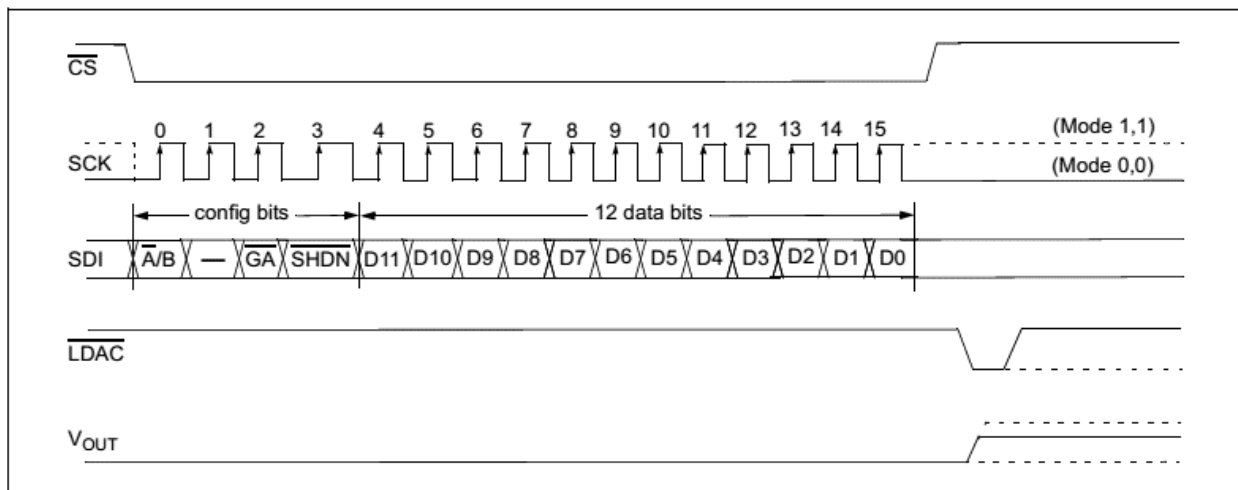 CS
0 1 2 3 4 5 6 7 8 9 10 11 12 13 14 15 (Mode 1,1)
SCK (Mode 0,0)
config bits 12 data bits
SDI A/B — GA SHDN D11 D10 D9 D8 D7 D6 D5 D4 D3 D2 D1 D0
LDAC
VOUT